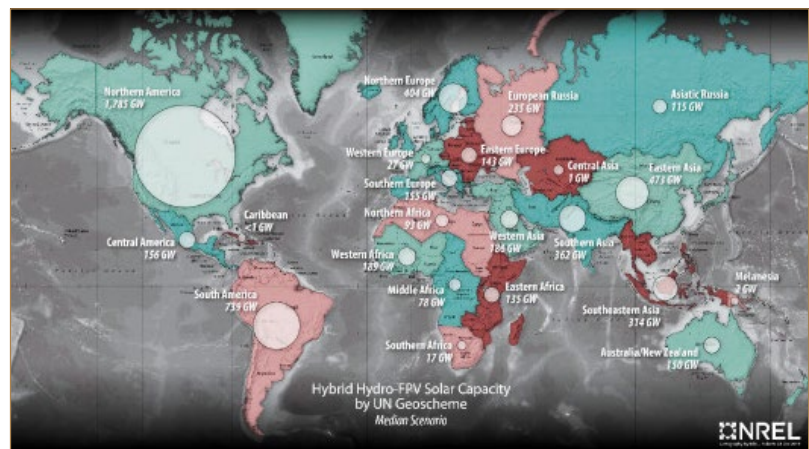 Northern America
1,785 GW
Northern Europe
404 GW
European Russia
235 GW
Asiatic Russia
115 GW
Western Europe
27 GW
Eastern Europe
143 GW
Central Asia
1 GW
Eastern Asia
473 GW
Southern Europe
155 GW
Caribbean
<1 GW
Northern Africa
93 GW
Central America
156 GW
Western Africa
189 GW
Western Asia
GW
Southern Asia
362 GW
South America
739 GW
Middle Africa
78 GW
Eastern Africa
135 GW
Melanesia
2 GW
Southeastern Asia
314 GW
Southern Africa
17 GW
Australia/New Zealand
150 GW
Hybrid Hydro-FPV Solar Capacity
by UN Geoscheme
Median Scenario
NREL